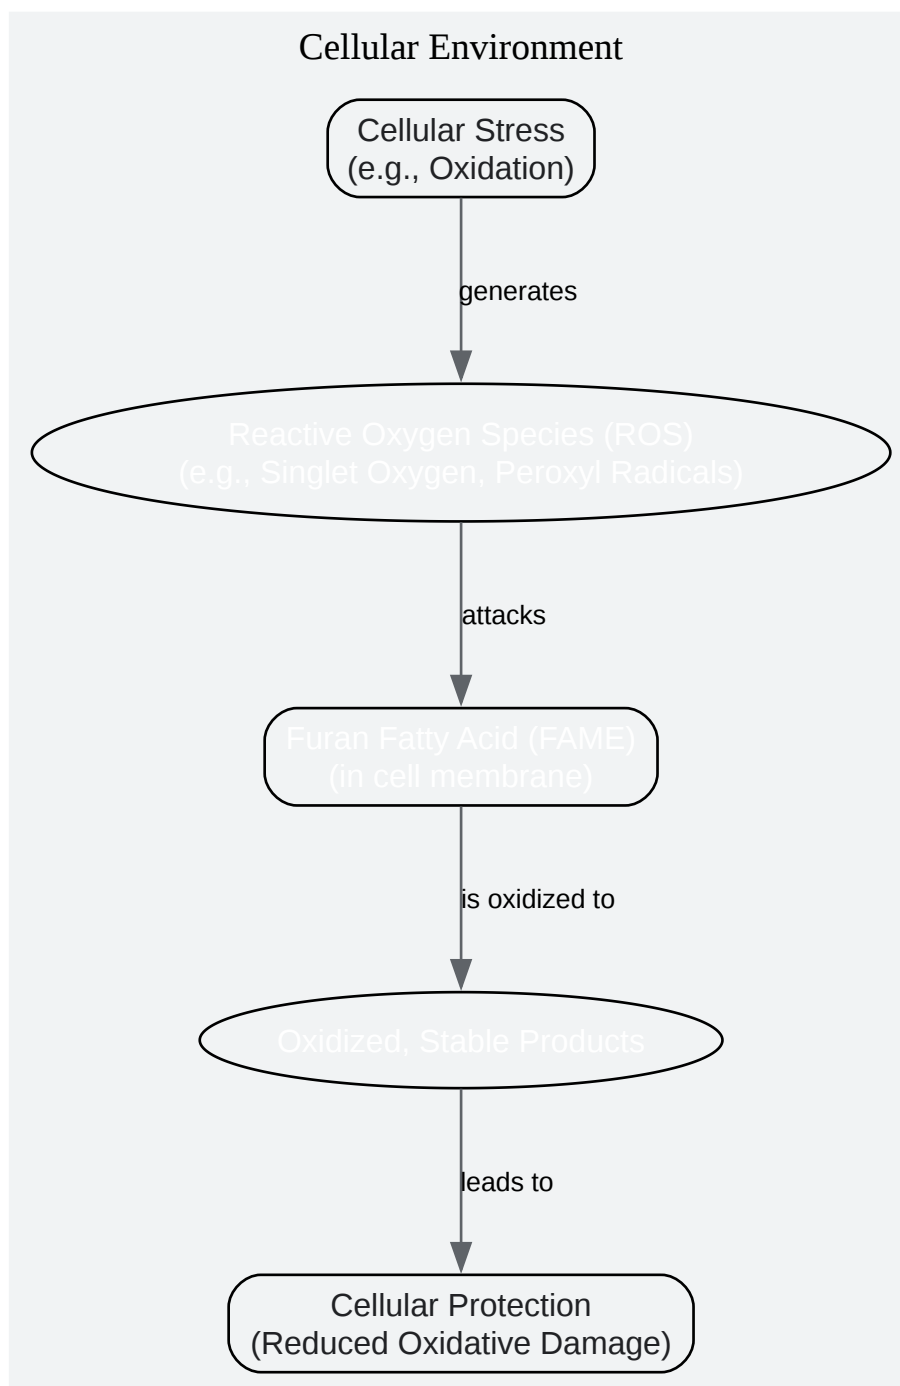 Cellular Environment
Cellular Stress
(e.g., Oxidation)
generates
Reactive Oxygen Species (ROS)
(e.g., Singlet Oxygen, Peroxyl Radicals)
attacks
Furan Fatty Acid (FAME)
(in cell membrane)
is oxidized to
Oxidized, Stable Products
leads to
Cellular Protection
(Reduced Oxidative Damage)